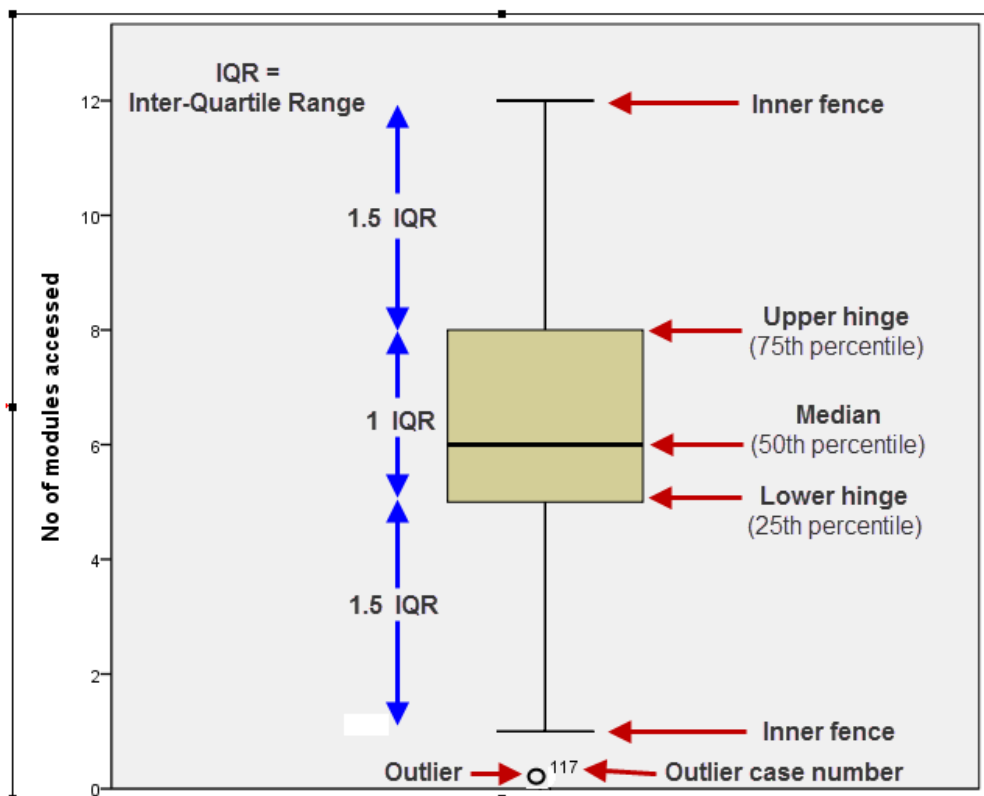 IQR =
Inter-Quartile Range
12
Inner fence
10
1.5 IQR
No of modules accessed
8
Upper hinge
(75th percentile)
1 IQR
6
Median
(50th percentile)
Lower hinge
(25th percentile)
4
1.5 IQR
2
Inner fence
0
Outlier
117
Outlier case number